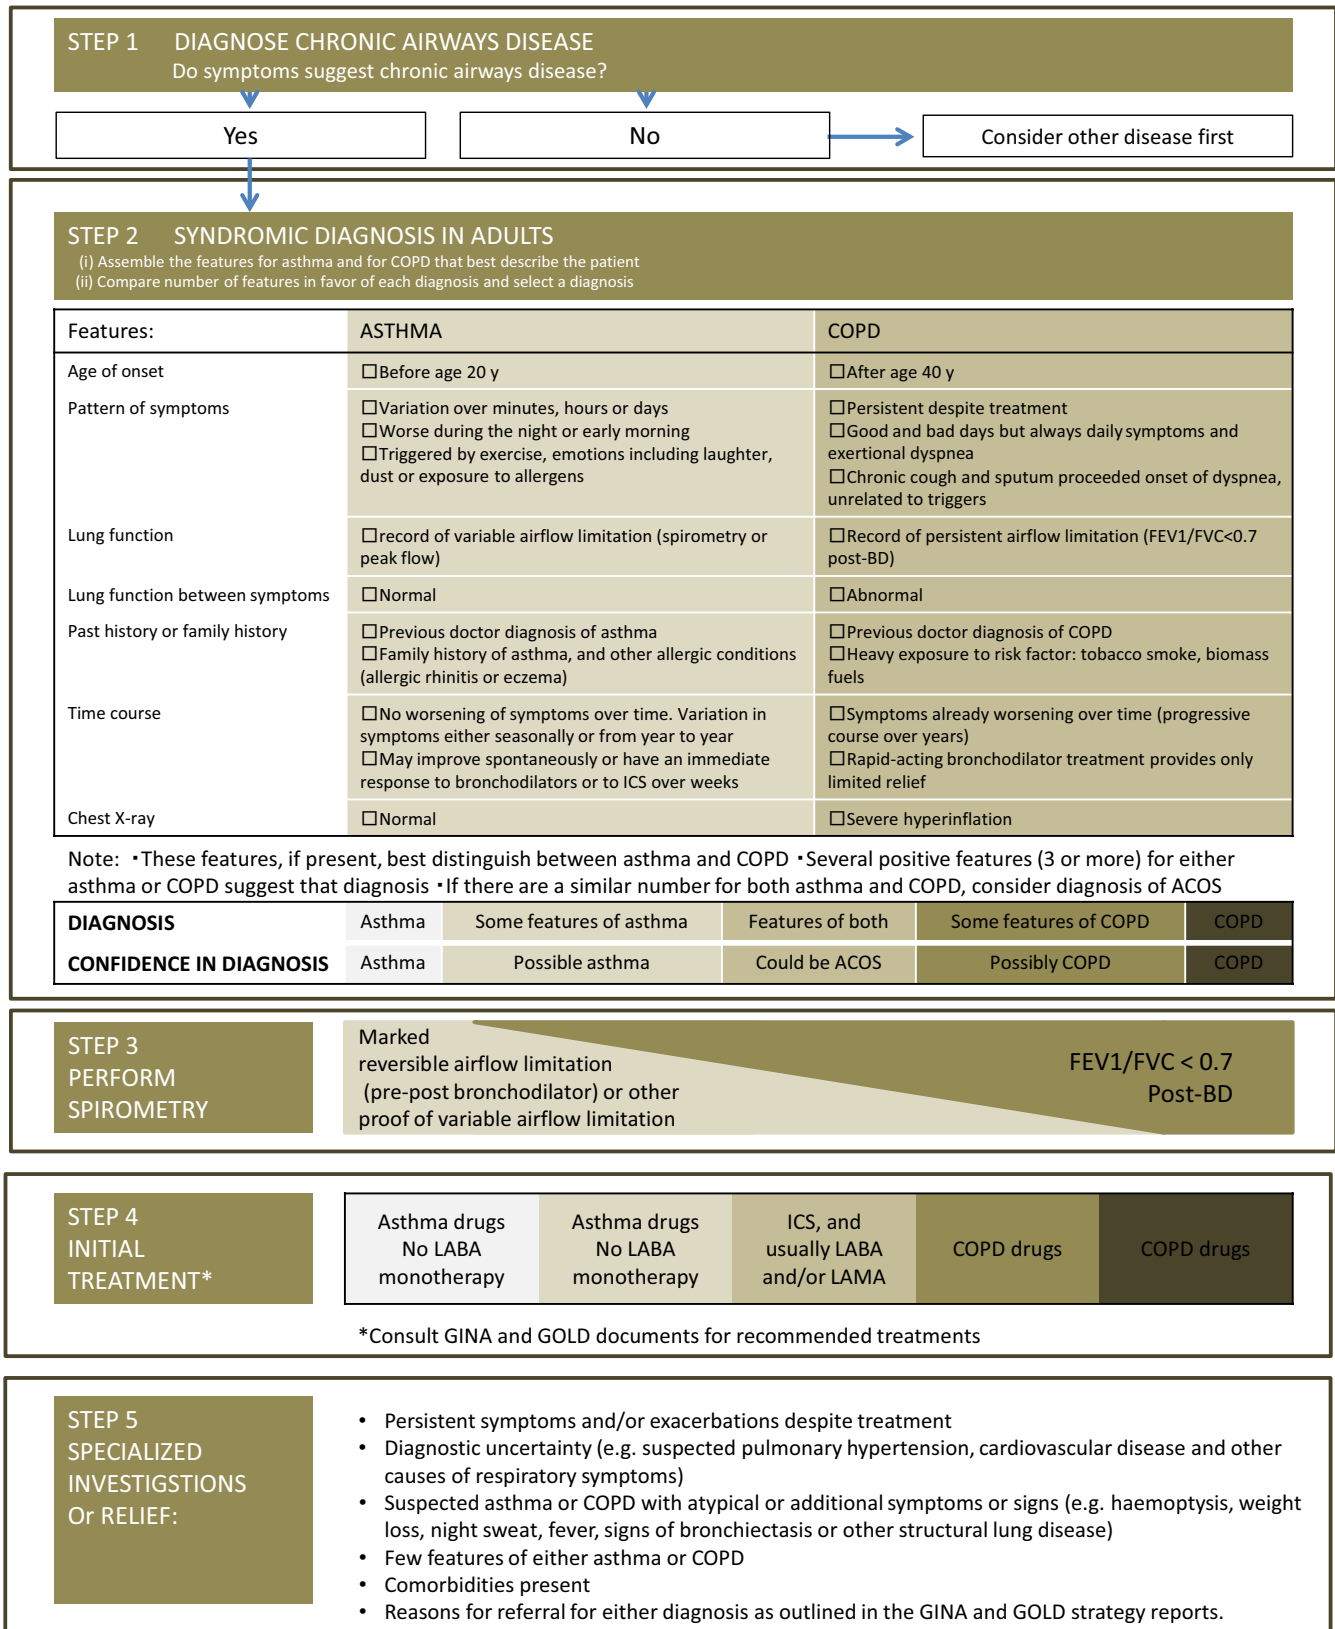 STEP 1 DIAGNOSE CHRONIC AIRWAYS DISEASE
Do symptoms suggest chronic airways disease?
Yes
No
Consider other disease first
STEP 2 SYNDROMIC DIAGNOSIS IN ADULTS
(i) Assemble the features for asthma and for COPD that best describe the patient
(ii) Compare number of features in favor of each diagnosis and select a diagnosis
Features: ASTHMA COPD
Age of onset
☐Before age 20 y
☐After age 40 y
Pattern of symptoms
☐Variation over minutes, hours or days
☐Worse during the night or early morning
☐Triggered by exercise, emotions including laughter,
dust or exposure to allergens
☐Persistent despite treatment
☐Good and bad days but always daily symptoms and
exertional dyspnea
☐Chronic cough and sputum proceeded onset of dyspnea,
unrelated to triggers
Lung function
☐record of variable airflow limitation (spirometry or
peak flow)
☐Record of persistent airflow limitation (FEV1/FVC<0.7
post-BD)
Lung function between symptoms
☐Normal
☐Abnormal
Past history or family history
☐Previous doctor diagnosis of asthma
☐Family history of asthma, and other allergic conditions
(allergic rhinitis or eczema)
☐Previous doctor diagnosis of COPD
☐Heavy exposure to risk factor: tobacco smoke, biomass
fuels
Time course
☐No worsening of symptoms over time. Variation in
symptoms either seasonally or from year to year
☐May improve spontaneously or have an immediate
response to bronchodilators or to ICS over weeks
☐Symptoms already worsening over time (progressive
course over years)
☐Rapid-acting bronchodilator treatment provides only
limited relief
Chest X-ray
☐Normal
☐Severe hyperinflation
Note: ・These features, if present, best distinguish between asthma and COPD ・Several positive features (3 or more) for either
asthma or COPD suggest that diagnosis ・If there are a similar number for both asthma and COPD, consider diagnosis of ACOS
DIAGNOSIS Asthma Some features of asthma Features of both Some features of COPD COPD
CONFIDENCE IN DIAGNOSIS Asthma Possible asthma Could be ACOS Possibly COPD COPD
STEP 3
PERFORM
SPIROMETRY
Marked
reversible airflow limitation
(pre-post bronchodilator) or other
proof of variable airflow limitation
FEV1/FVC < 0.7
Post-BD
STEP 4
INITIAL
TREATMENT*
Asthma drugs
No LABA
monotherapy
Asthma drugs
No LABA
monotherapy
ICS, and
usually LABA
and/or LAMA
COPD drugs
COPD drugs
*Consult GINA and GOLD documents for recommended treatments
STEP 5
SPECIALIZED
INVESTIGSTIONS
Or RELIEF:
• Persistent symptoms and/or exacerbations despite treatment
• Diagnostic uncertainty (e.g. suspected pulmonary hypertension, cardiovascular disease and other
causes of respiratory symptoms)
• Suspected asthma or COPD with atypical or additional symptoms or signs (e.g. haemoptysis, weight
loss, night sweat, fever, signs of bronchiectasis or other structural lung disease)
• Few features of either asthma or COPD
• Comorbidities present
• Reasons for referral for either diagnosis as outlined in the GINA and GOLD strategy reports.